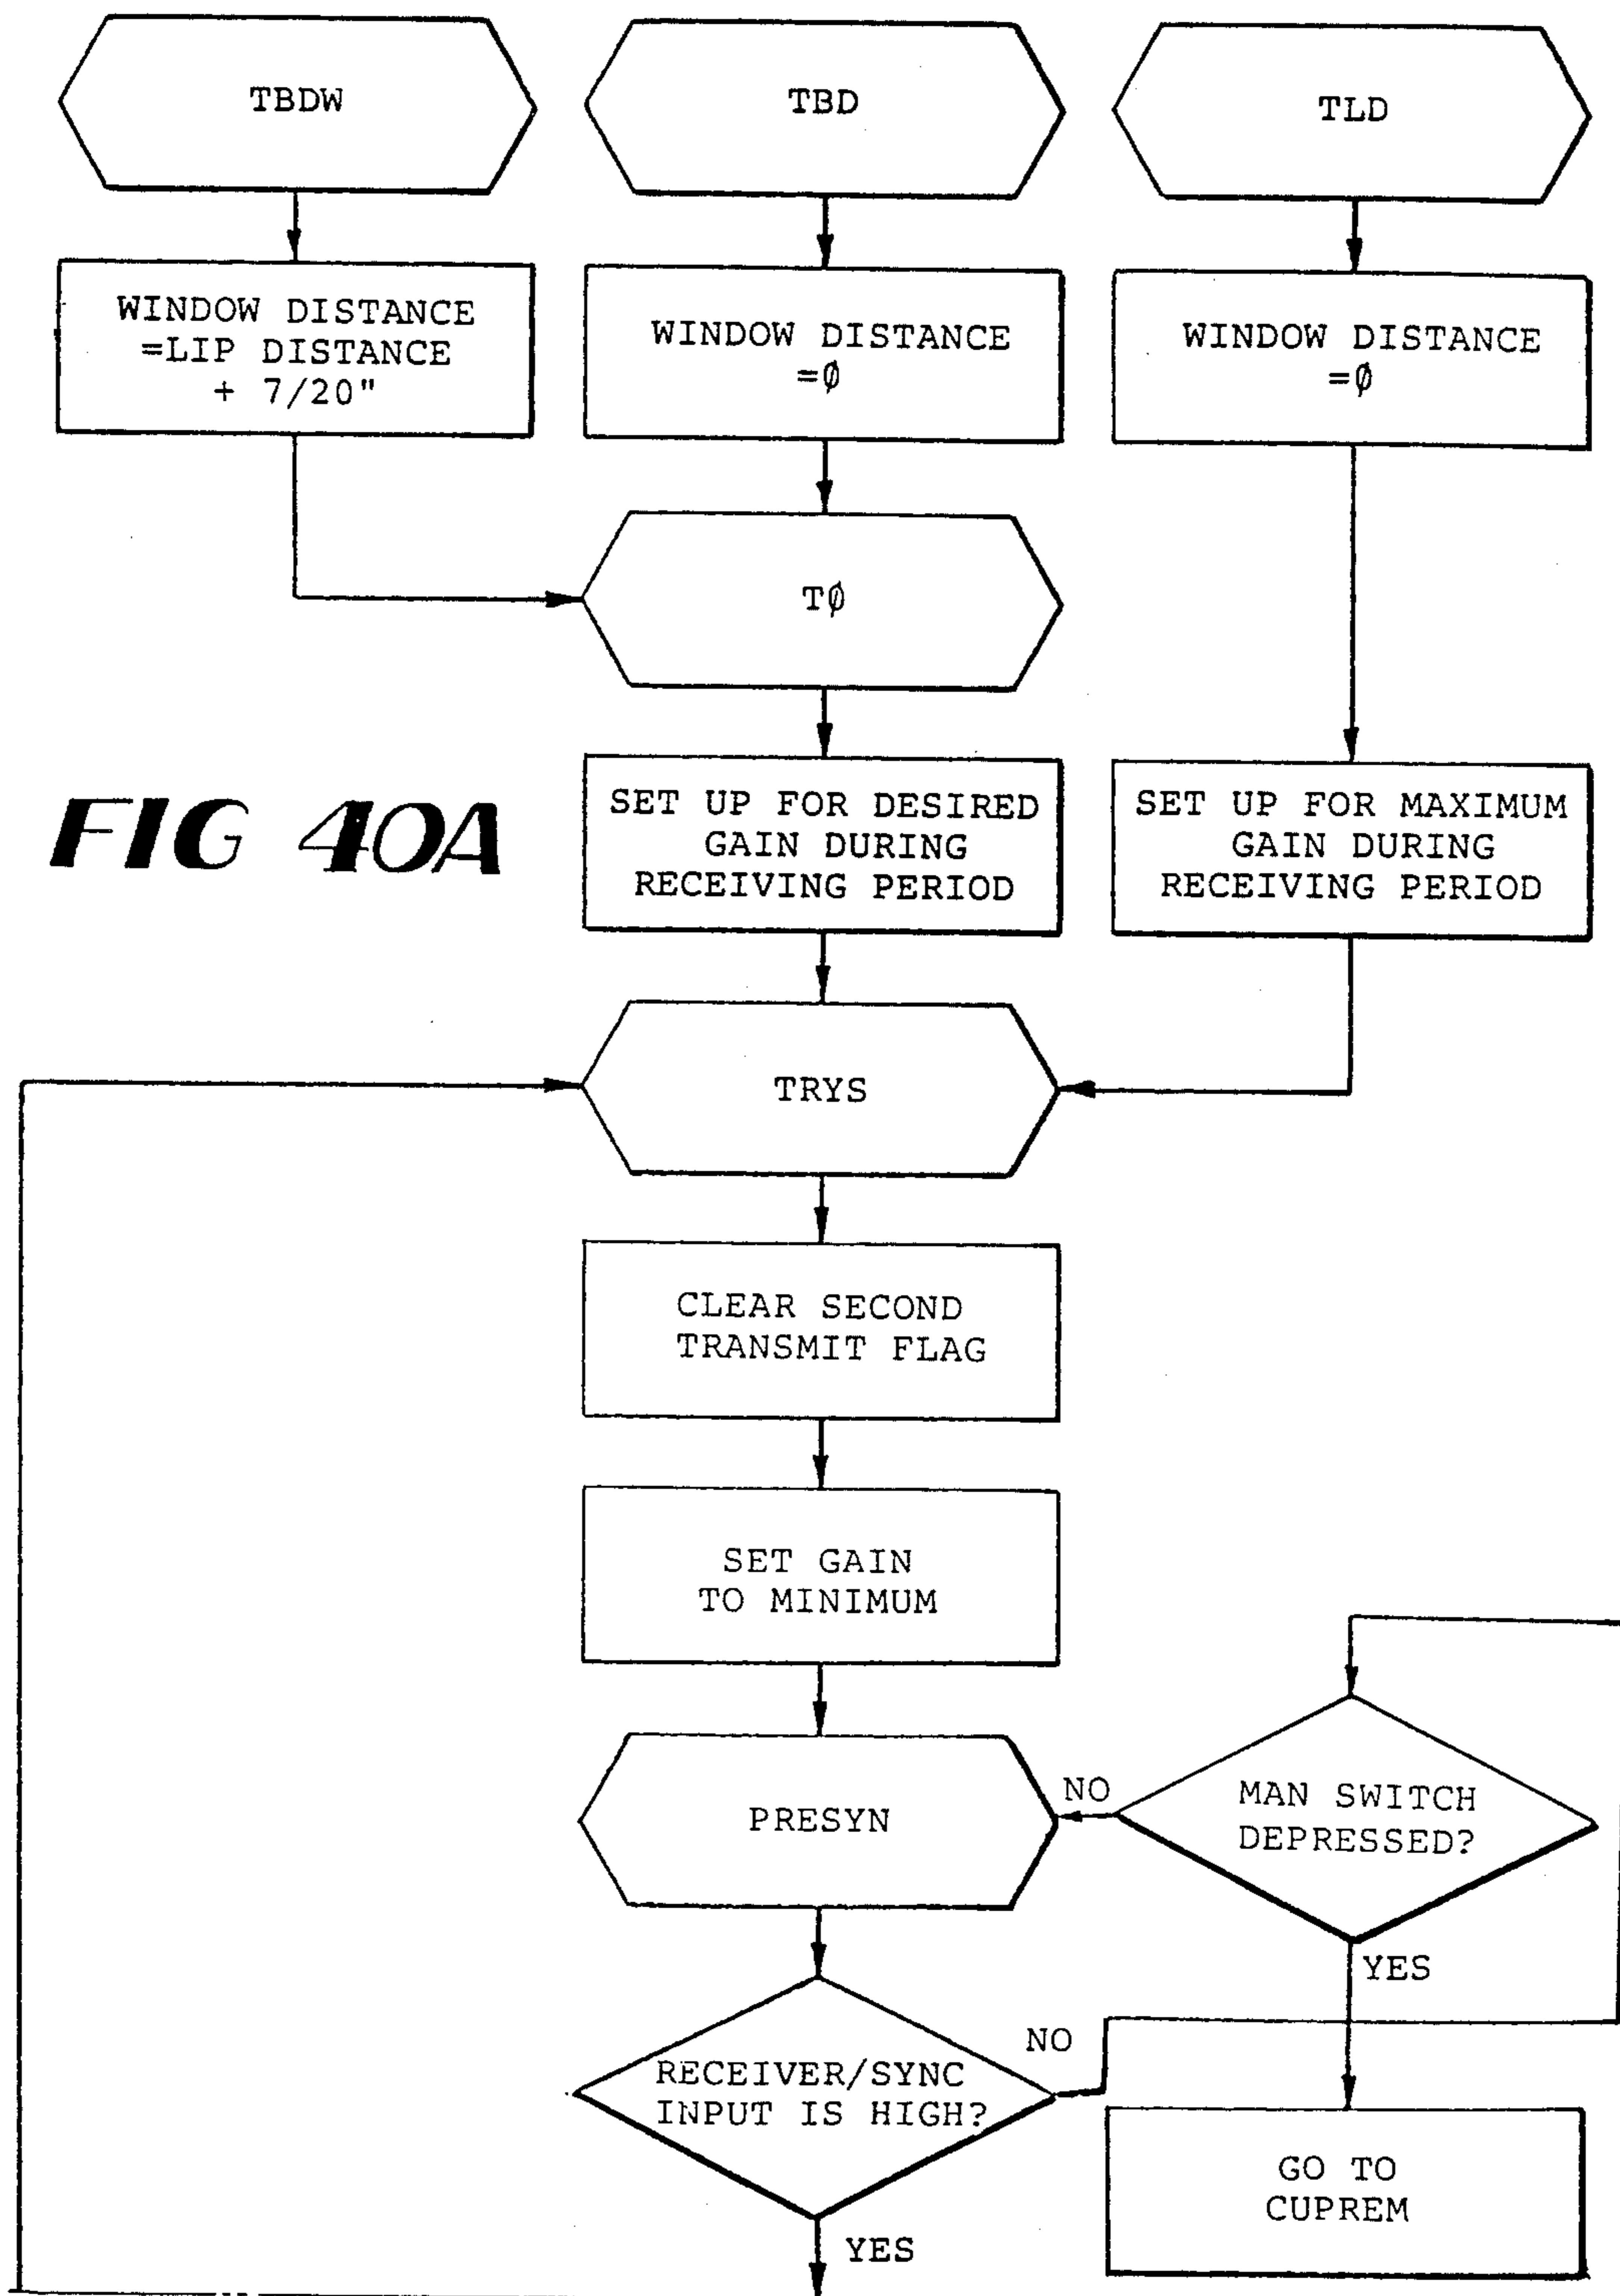 TBDW
TBD
TLD
WINDOW DISTANCE
=LIP DISTANCE
+ 7/20"
WINDOW DISTANCE
=Ø
WINDOW DISTANCE
=Ø
TØ
FIG 40A
SET UP FOR DESIRED
GAIN DURING
RECEIVING PERIOD
SET UP FOR MAXIMUM
GAIN DURING
RECEIVING PERIOD
TRYS
CLEAR SECOND
TRANSMIT FLAG
SET GAIN
TO MINIMUM
PRESYN
NO
MAN SWITCH
DEPRESSED?
YES
RECEIVER/SYNC
INPUT IS HIGH?
NO
GO TO
CUPREM
YES